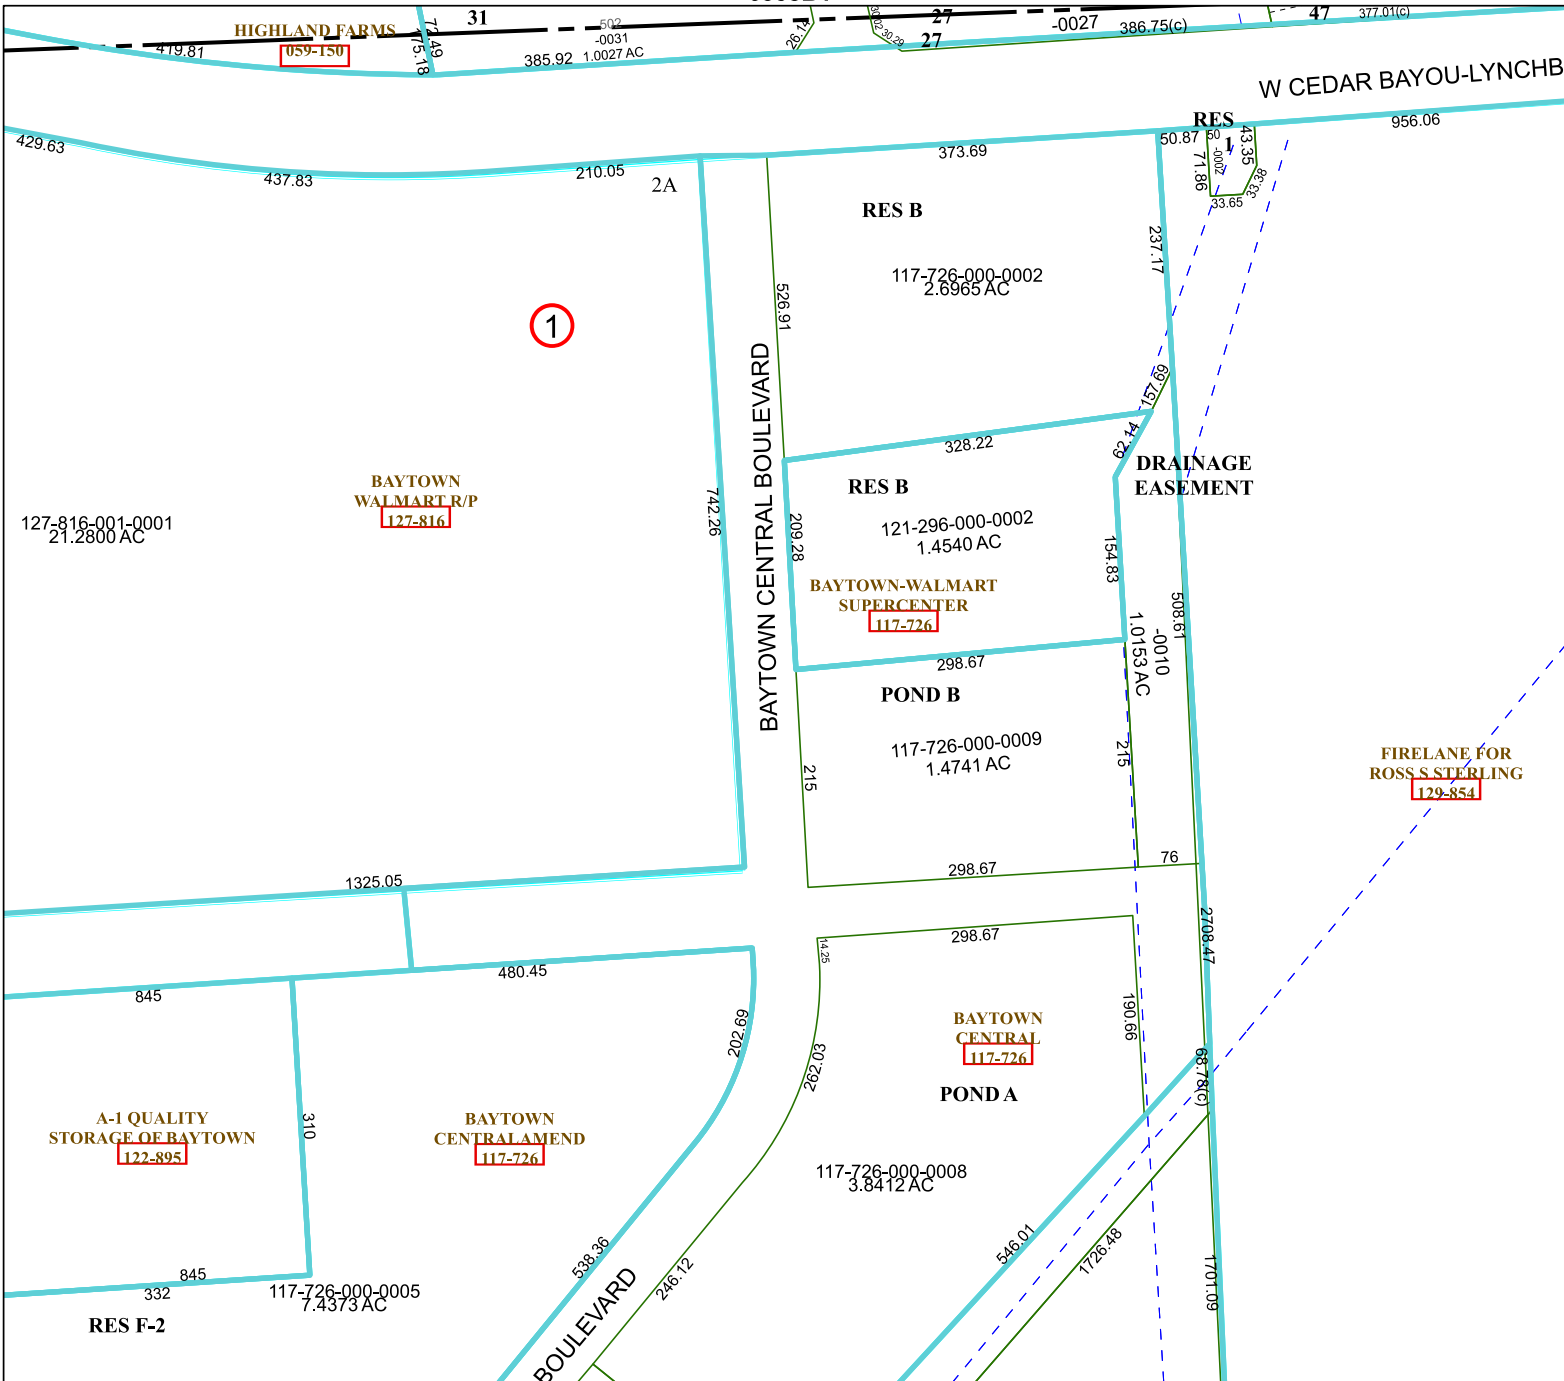 31
27
-0027
386.75(c)
47
377.01(c)
HIGHLAND FARMS
059-150
419.81
175.18
502
-0031
1.0027 AC
385.92
26.14
30.02
30.29
27
W CEDAR BAYOU-LYNCHB
429.63
437.83
210.05
2A
373.69
50.87
RES
1
50
-0002
43.35
71.86
33.65
33.38
956.06
RES B
117-726-000-0002
2.6965 AC
237.17
526.91
1
157.69
328.22
62.14
DRAINAGE
EASEMENT
BAYTOWN CENTRAL BOULEVARD
BAYTOWN
WALMART R/P
127-816
127-816-001-0001
21.2800 AC
742.26
RES B
121-296-000-0002
1.4540 AC
209.28
154.83
BAYTOWN-WALMART
SUPERCENTER
117-726
508.61
-0010
1.0153 AC
298.67
POND B
117-726-000-0009
1.4741 AC
215
215
FIRELANE FOR
ROSS S STERLING
129-854
298.67
76
1325.05
298.67
14.25
2708.47
480.45
845
202.69
262.03
190.66
BAYTOWN
CENTRAL
117-726
POND A
68.78(c)
A-1 QUALITY
STORAGE OF BAYTOWN
122-895
310
BAYTOWN
CENTRALAMEND
117-726
117-726-000-0008
3.8412 AC
538.36
246.12
546.01
1726.48
1701.09
845
332
117-726-000-0005
7.4373 AC
RES F-2
BOULEVARD